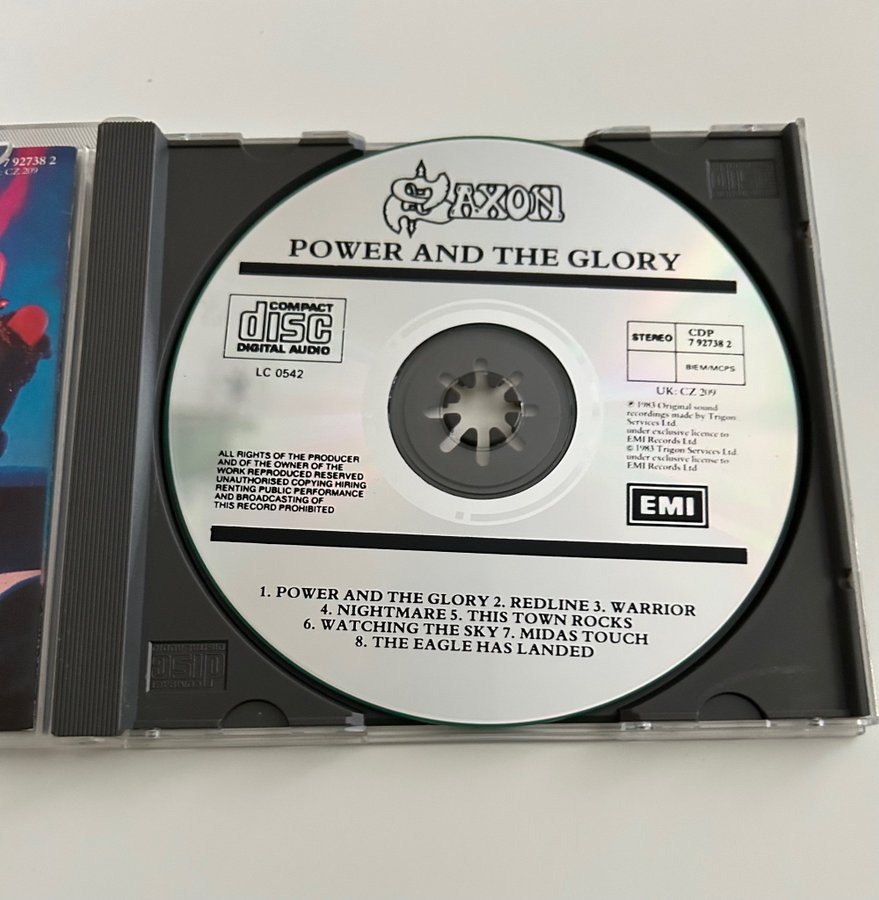 7 92738 2
: CZ 209
SAXON
POWER AND THE GLORY
COMPACT
disc
DIGITAL AUDIO
LC 0542
STEREO
CDP
7 92738 2
BIEM/MCPS
UK: CZ 209
℗ 1983 Original sound
recordings made by Trigon
Services Ltd
under exclusive licence to
EMI Records Ltd
© 1983 Trigon Services Ltd.
under exclusive license to
EMI Records Ltd
EMI
ALL RIGHTS OF THE PRODUCER
AND OF THE OWNER OF THE
WORK REPRODUCED RESERVED
UNAUTHORISED COPYING HIRING
RENTING PUBLIC PERFORMANCE
AND BROADCASTING OF
THIS RECORD PROHIBITED
1. POWER AND THE GLORY 2. REDLINE 3. WARRIOR
4. NIGHTMARE 5. THIS TOWN ROCKS
6. WATCHING THE SKY 7. MIDAS TOUCH
8. THE EAGLE HAS LANDED
disc